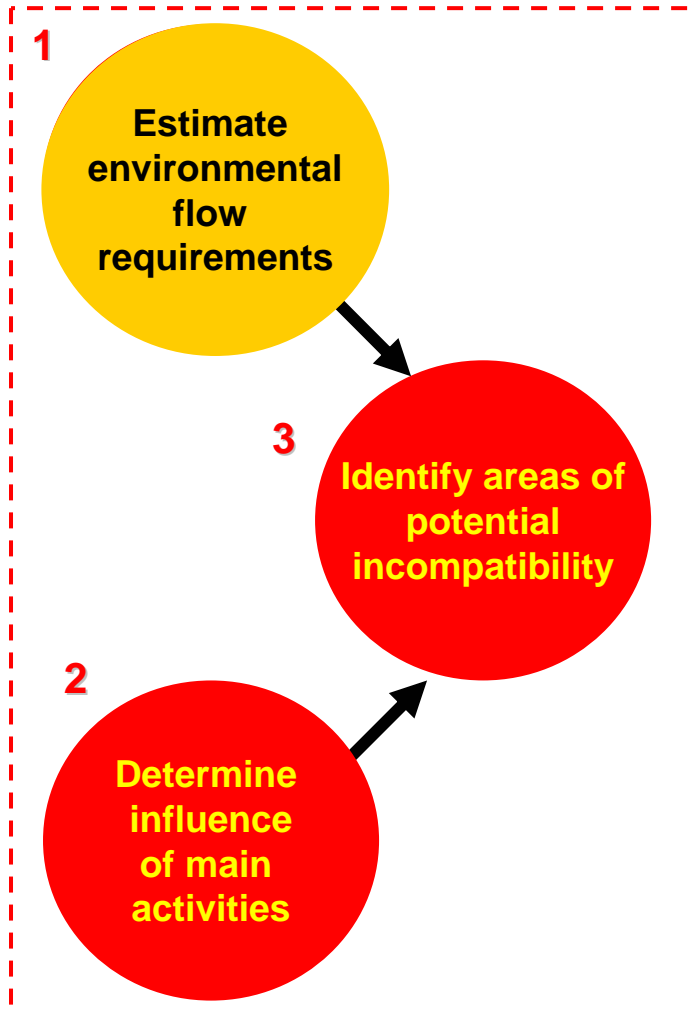 1
Estimate
environmental
flow
requirements
3
Identify areas of
potential
incompatibility
2
Determine
influence
of main
activities